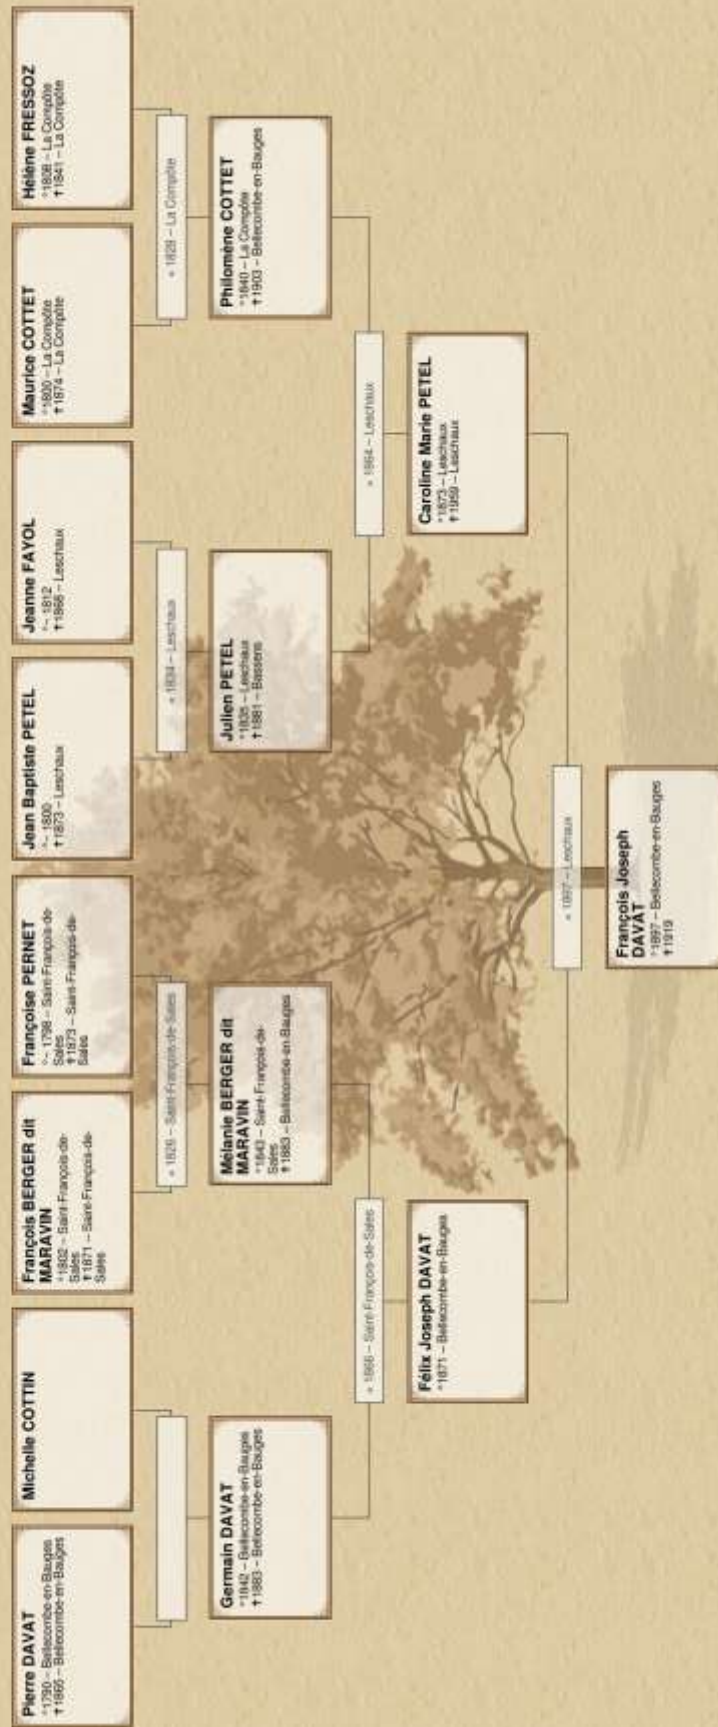 Pierre DAVAT
°1790 – Bellecombe-en-Bauges
†1865 – Bellecombe-en-Bauges
Michelle COTTIN
François BERGER dit
MARAVIN
°1802 – Saint-François-de-
Sales
†1871 – Saint-François-de-
Sales
Françoise PERNET
°~ 1798 – Saint-François-de-
Sales
†1873 – Saint-François-de-
Sales
Jean Baptiste PETEL
°~ 1800
†1873 – Leschaux
Jeanne FAYOL
°~ 1812
†1868 – Leschaux
Maurice COTTET
°1800 – La Compôte
†1874 – La Compôte
Hélène FRESSOZ
°1808 – La Compôte
†1841 – La Compôte
× 1826 – Saint-François-de-Sales
× 1834 – Leschaux
× 1828 – La Compôte
Germain DAVAT
°1842 – Bellecombe-en-Bauges
†1883 – Bellecombe-en-Bauges
Mélanie BERGER dit
MARAVIN
°1843 – Saint-François-de-
Sales
†1883 – Bellecombe-en-Bauges
Julien PETEL
°1835 – Leschaux
†1881 – Bassens
Philomène COTTET
°1840 – La Compôte
†1903 – Bellecombe-en-Bauges
× 1866 – Saint-François-de-Sales
× 1864 – Leschaux
Félix Joseph DAVAT
°1871 – Bellecombe-en-Bauges
Caroline Marie PETEL
°1873 – Leschaux
†1959 – Leschaux
× 1897 – Leschaux
François Joseph
DAVAT
°1897 – Bellecombe-en-Bauges
†1919